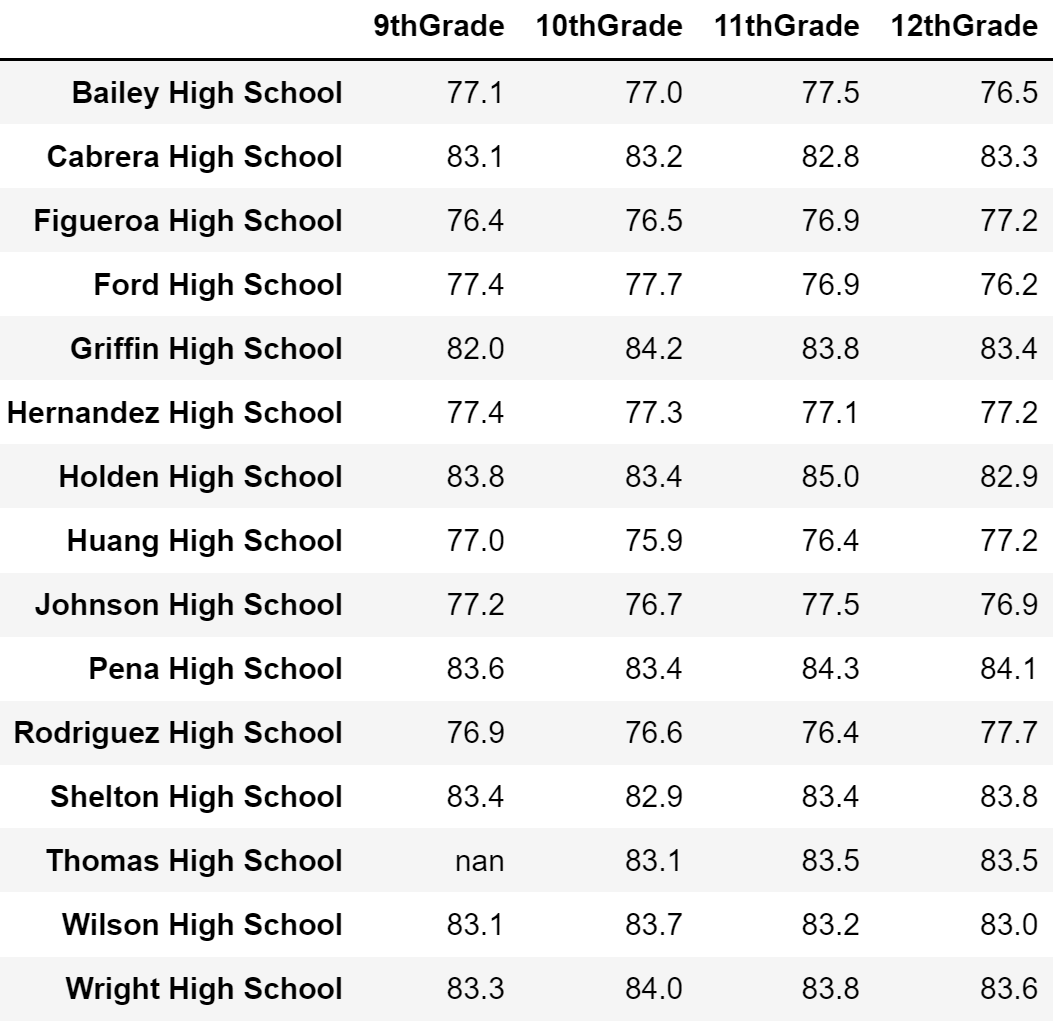 9thGrade 10thGrade 11thGrade 12thGrade
Bailey High School 77.1 77.0 77.5 76.5
Cabrera High School 83.1 83.2 82.8 83.3
Figueroa High School 76.4 76.5 76.9 77.2
Ford High School 77.4 77.7 76.9 76.2
Griffin High School 82.0 84.2 83.8 83.4
Hernandez High School 77.4 77.3 77.1 77.2
Holden High School 83.8 83.4 85.0 82.9
Huang High School 77.0 75.9 76.4 77.2
Johnson High School 77.2 76.7 77.5 76.9
Pena High School 83.6 83.4 84.3 84.1
Rodriguez High School 76.9 76.6 76.4 77.7
Shelton High School 83.4 82.9 83.4 83.8
Thomas High School nan 83.1 83.5 83.5
Wilson High School 83.1 83.7 83.2 83.0
Wright High School 83.3 84.0 83.8 83.6